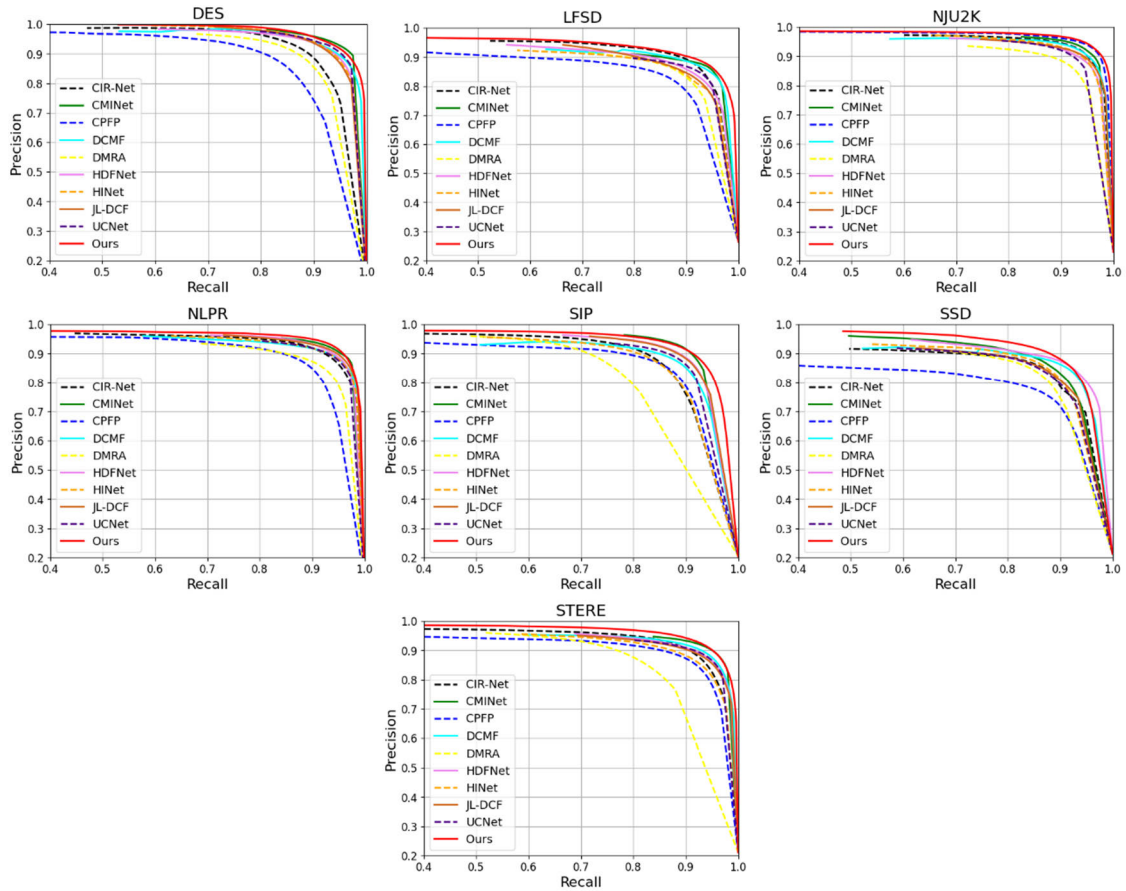 DES
Precision
1.0
0.9
0.8
0.7
0.6
0.5
0.4
0.3
0.2
CIR-Net
CMINet
CPFP
DCMF
DMRA
HDFNet
HINet
JL-DCF
UCNet
Ours
0.4 0.5 0.6 0.7 0.8 0.9 1.0
Recall
LFSD
Precision
1.0
0.9
0.8
0.7
0.6
0.5
0.4
0.3
0.2
CIR-Net
CMINet
CPFP
DCMF
DMRA
HDFNet
HINet
JL-DCF
UCNet
Ours
0.4 0.5 0.6 0.7 0.8 0.9 1.0
Recall
NJU2K
Precision
1.0
0.9
0.8
0.7
0.6
0.5
0.4
0.3
0.2
CIR-Net
CMINet
CPFP
DCMF
DMRA
HDFNet
HINet
JL-DCF
UCNet
Ours
0.4 0.5 0.6 0.7 0.8 0.9 1.0
Recall
NLPR
Precision
1.0
0.9
0.8
0.7
0.6
0.5
0.4
0.3
0.2
CIR-Net
CMINet
CPFP
DCMF
DMRA
HDFNet
HINet
JL-DCF
UCNet
Ours
0.4 0.5 0.6 0.7 0.8 0.9 1.0
Recall
SIP
Precision
1.0
0.9
0.8
0.7
0.6
0.5
0.4
0.3
0.2
CIR-Net
CMINet
CPFP
DCMF
DMRA
HDFNet
HINet
JL-DCF
UCNet
Ours
0.4 0.5 0.6 0.7 0.8 0.9 1.0
Recall
SSD
Precision
1.0
0.9
0.8
0.7
0.6
0.5
0.4
0.3
0.2
CIR-Net
CMINet
CPFP
DCMF
DMRA
HDFNet
HINet
JL-DCF
UCNet
Ours
0.4 0.5 0.6 0.7 0.8 0.9 1.0
Recall
STERE
Precision
1.0
0.9
0.8
0.7
0.6
0.5
0.4
0.3
0.2
CIR-Net
CMINet
CPFP
DCMF
DMRA
HDFNet
HINet
JL-DCF
UCNet
Ours
0.4 0.5 0.6 0.7 0.8 0.9 1.0
Recall